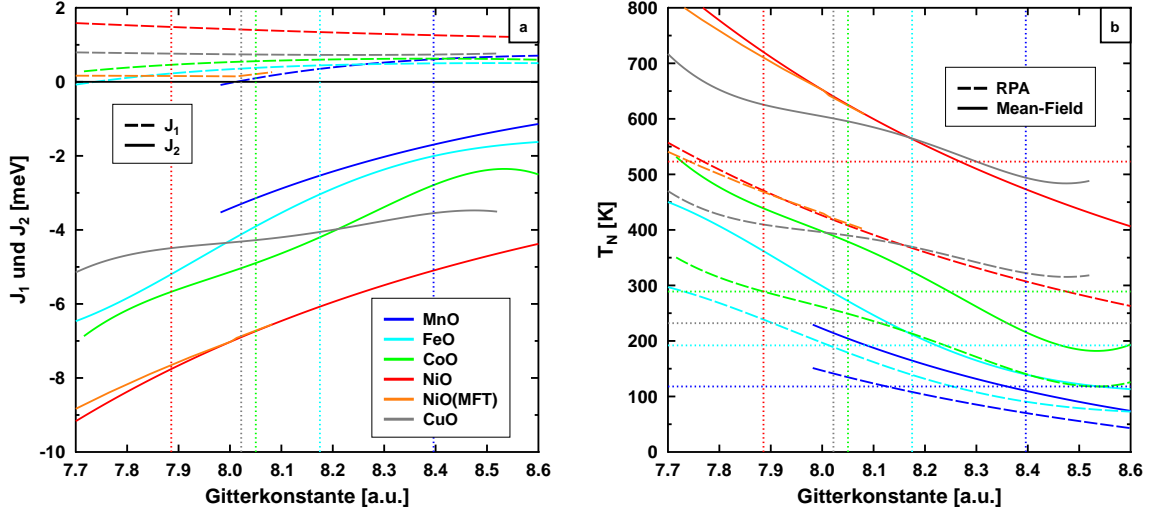 a
2
0
-2
-4
-6
-8
-10
J1 und J2 [meV]
J1
J2
MnO
FeO
CoO
NiO
NiO(MFT)
CuO
7.7 7.8 7.9 8.0 8.1 8.2 8.3 8.4 8.5 8.6
Gitterkonstante [a.u.]
b
800
700
600
500
400
300
200
100
0
TN [K]
RPA
Mean-Field
7.7 7.8 7.9 8.0 8.1 8.2 8.3 8.4 8.5 8.6
Gitterkonstante [a.u.]